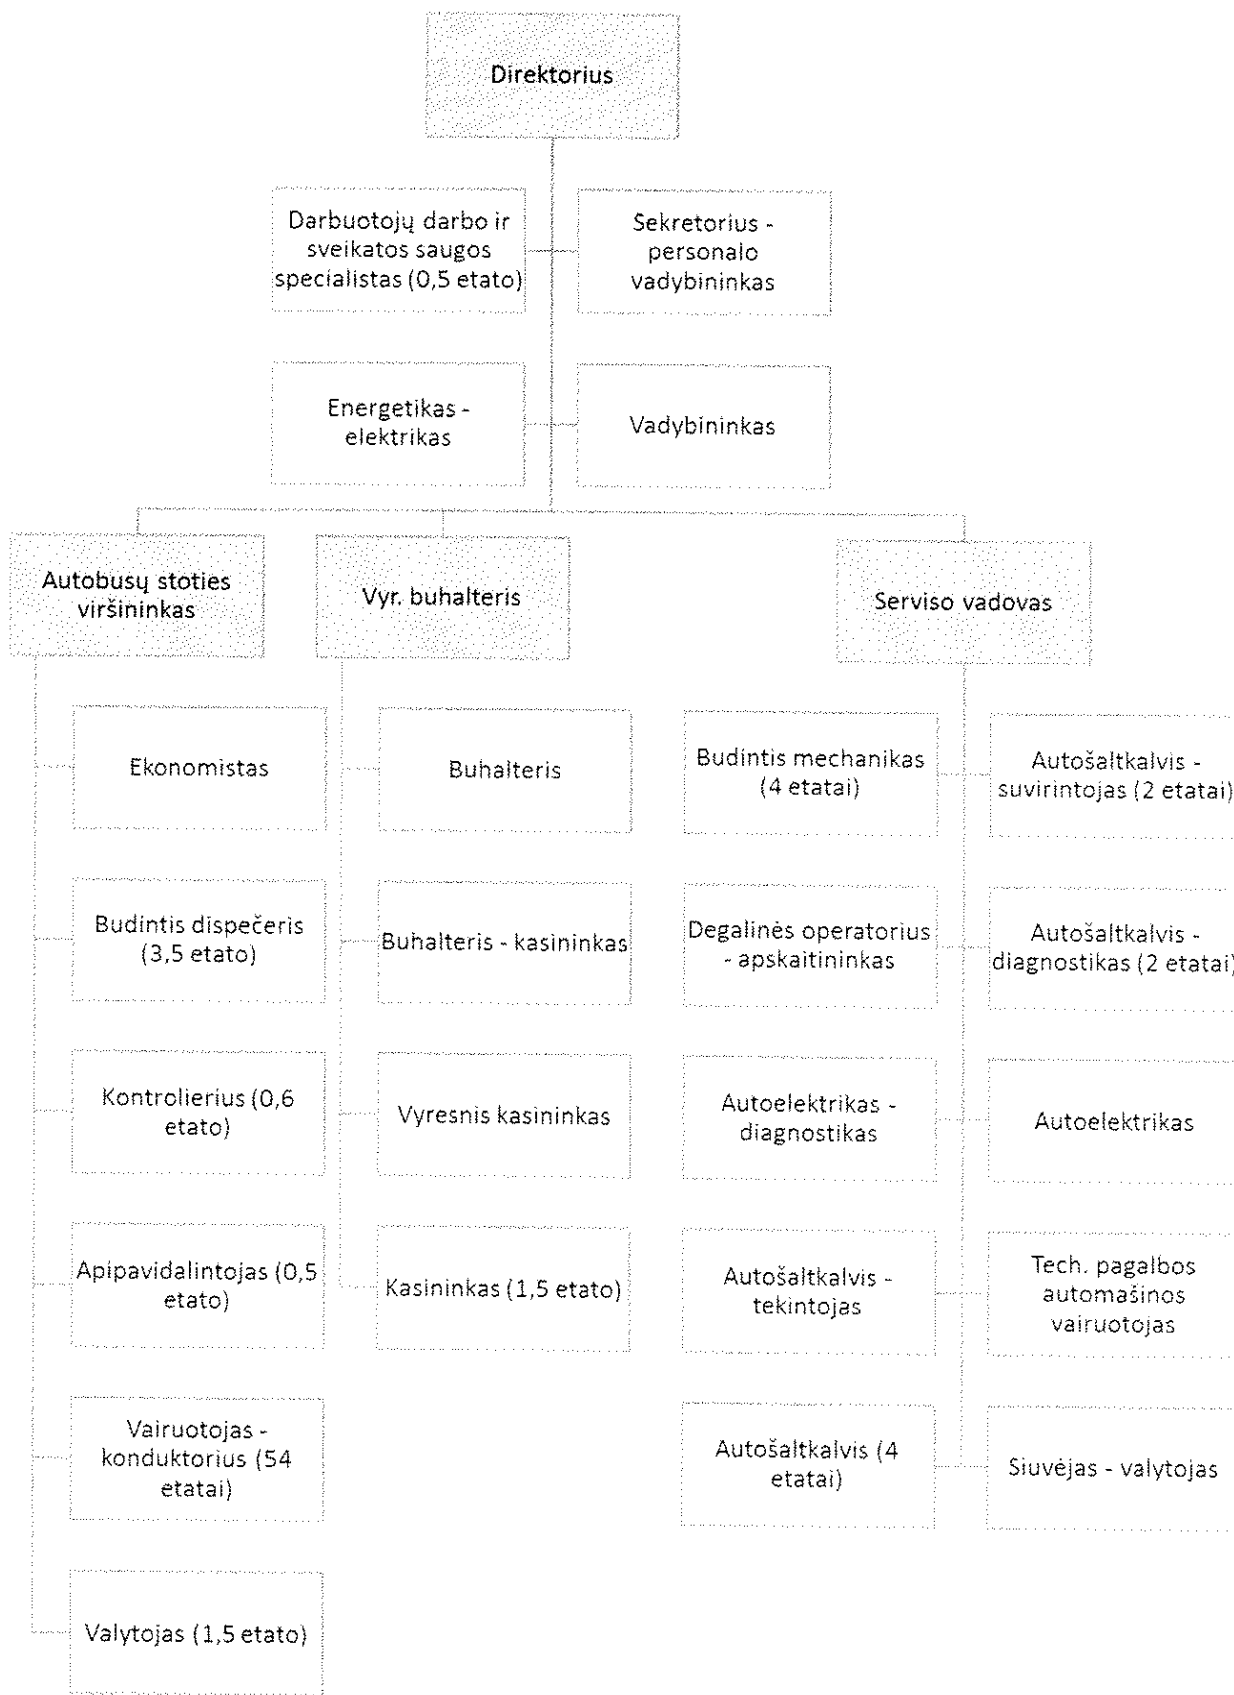 Direktorius
Darbuotojų darbo ir
sveikatos saugos
specialistas (0,5 etato)
Sekretorius -
personalo
vadybininkas
Energetikas -
elektrikas
Vadybininkas
Autobusų stoties
viršininkas
Vyr. buhalteris
Serviso vadovas
Ekonomistas
Budintis dispečeris
(3,5 etato)
Kontrolierius (0,6
etato)
Apipavidalintojas (0,5
etato)
Vairuotojas -
konduktorius (54
etatai)
Valytojas (1,5 etato)
Buhalteris
Buhalteris - kasininkas
Vyresnis kasininkas
Kasininkas (1,5 etato)
Budintis mechanikas
(4 etatai)
Autošaltkalvis -
suvirintojas (2 etatai)
Degalinės operatorius
- apskaitininkas
Autošaltkalvis -
diagnostikas (2 etatai)
Autoelektrikas -
diagnostikas
Autoelektrikas
Autošaltkalvis -
tekintojas
Tech. pagalbos
automašinos
vairuotojas
Autošaltkalvis (4
etatai)
Siuvėjas - valytojas